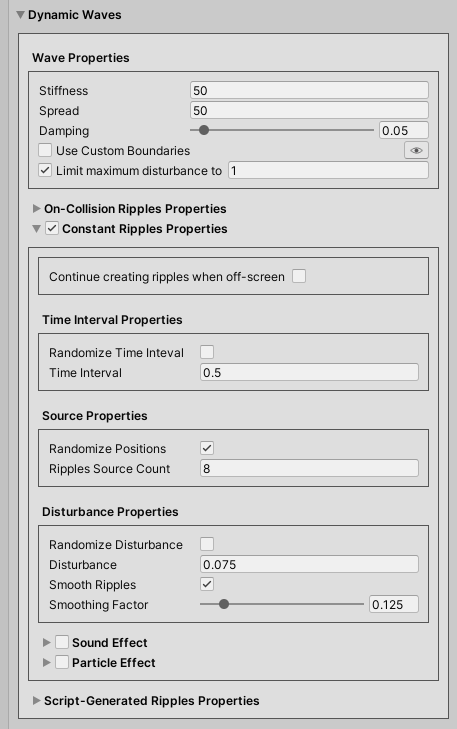 Dynamic Waves
Wave Properties
Stiffness 50
Spread 50
Damping 0.05
Use Custom Boundaries
Limit maximum disturbance to 1
On-Collision Ripples Properties
Constant Ripples Properties
Continue creating ripples when off-screen
Time Interval Properties
Randomize Time Inteval
Time Interval 0.5
Source Properties
Randomize Positions
Ripples Source Count 8
Disturbance Properties
Randomize Disturbance
Disturbance 0.075
Smooth Ripples
Smoothing Factor 0.125
Sound Effect
Particle Effect
Script-Generated Ripples Properties